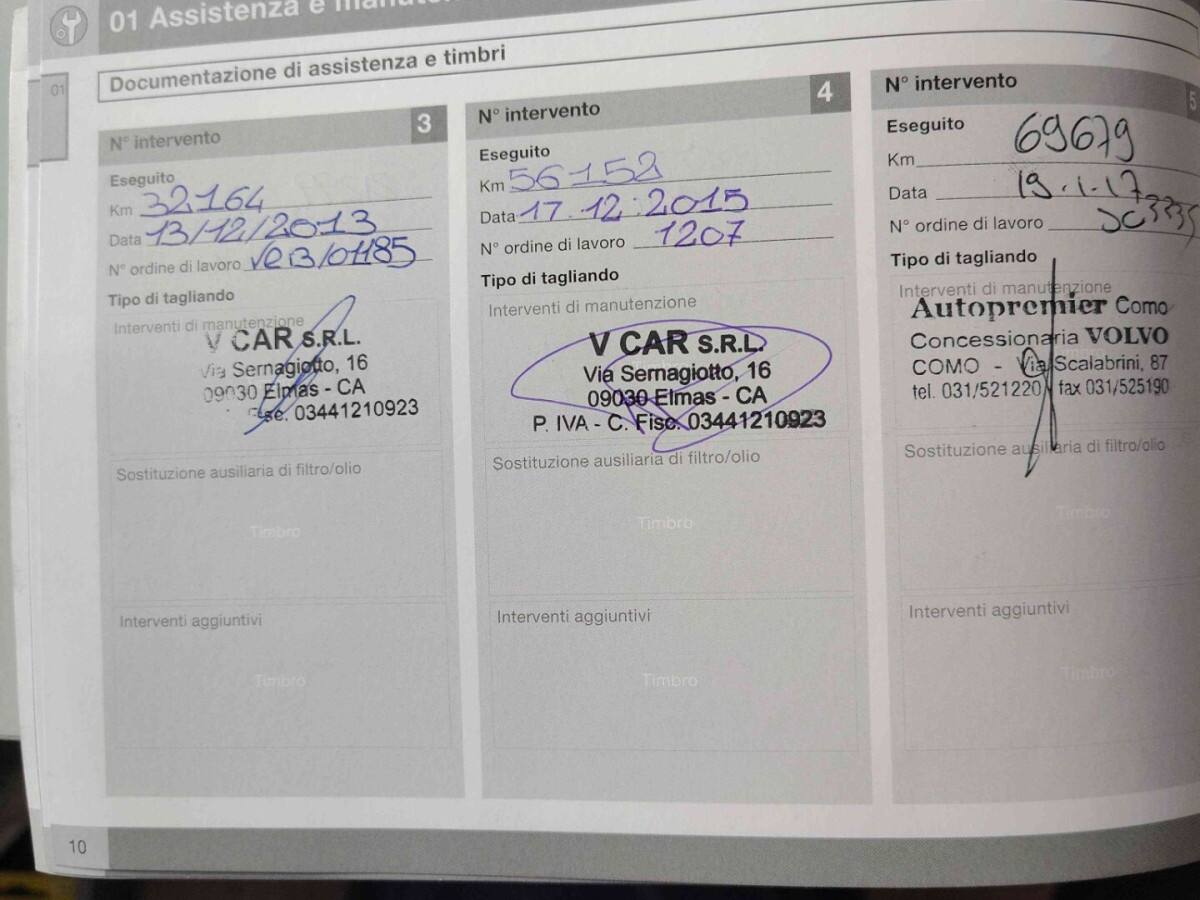 01 Assistenza e
Documentazione di assistenza e timbri
01
N° intervento 3
Eseguito
Km 32164
Data 13/12/2013
N° ordine di lavoro
Tipo di tagliando
Interventi di manutenzione
V CAR S.R.L.
Via Sernagiotto, 16
09030 Elmas - CA
03441210923
Sostituzione ausiliaria di filtro/olio
Timbro
Interventi aggiuntivi
Timbro
N° intervento 4
Eseguito
Km 56152
Data 17.12.2015
N° ordine di lavoro 1207
Tipo di tagliando
Interventi di manutenzione
V CAR S.R.L.
Via Sernagiotto, 16
09030 Elmas - CA
P. IVA - C. Fisc. 03441210923
Sostituzione ausiliaria di filtro/olio
Timbro
Interventi aggiuntivi
Timbro
N° intervento 5
Eseguito
Km 69679
Data 19.1.17
N° ordine di lavoro
Tipo di tagliando
Interventi di manutenzione
Autopremier Como
Concessionaria VOLVO
COMO - Via Scalabrini, 87
tel. 031/521220 fax 031/525190
Sostituzione ausiliaria di filtro/olio
Timbro
Interventi aggiuntivi
Timbro
10